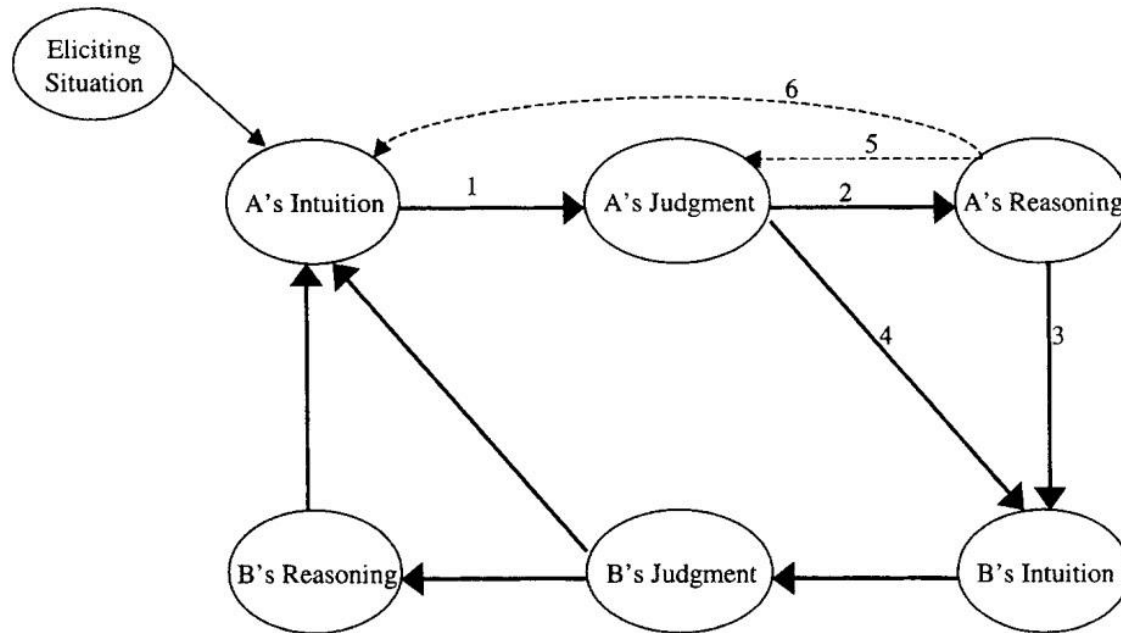 Eliciting
Situation
6
5
A's Intuition
1
A's Judgment
2
A's Reasoning
4
3
B's Reasoning
B's Judgment
B's Intuition